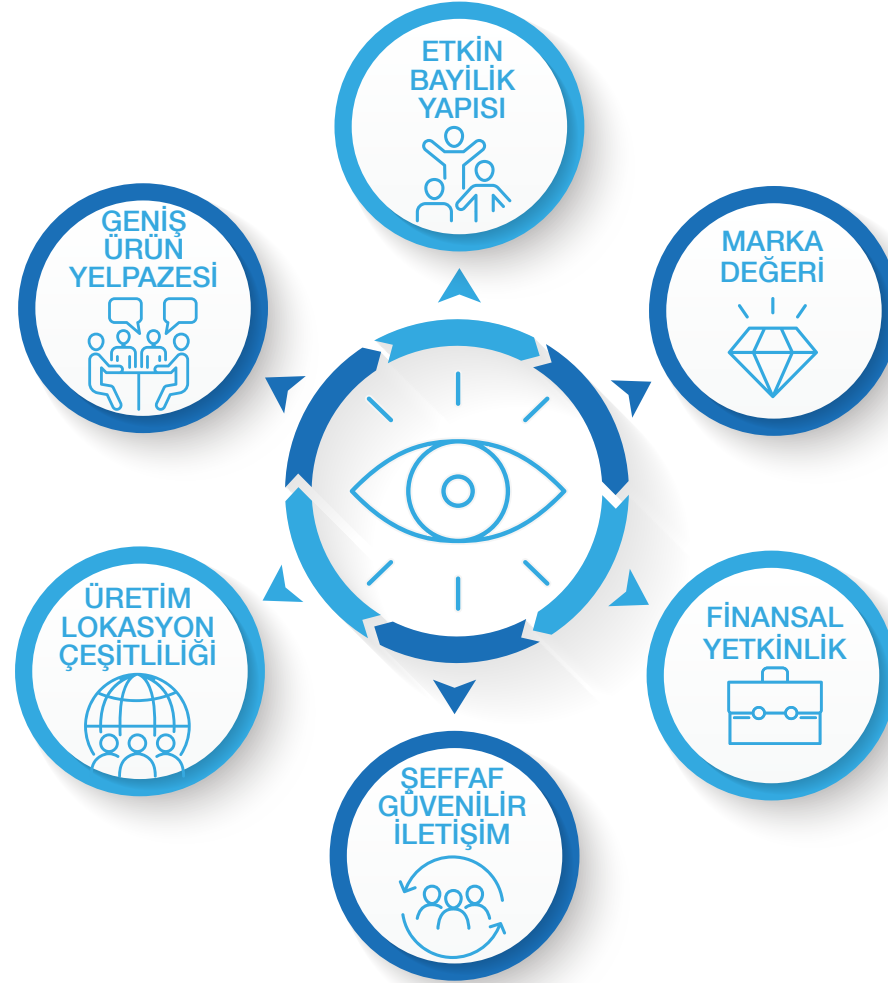 ETKİN
BAYİLİK
YAPISI
MARKA
DEĞERİ
FİNANSAL
YETKİNLİK
ŞEFFAF
GÜVENİLİR
İLETİŞİM
ÜRETİM
LOKASYON
ÇEŞİTLİLİĞİ
GENİŞ
ÜRÜN
YELPAZESİ